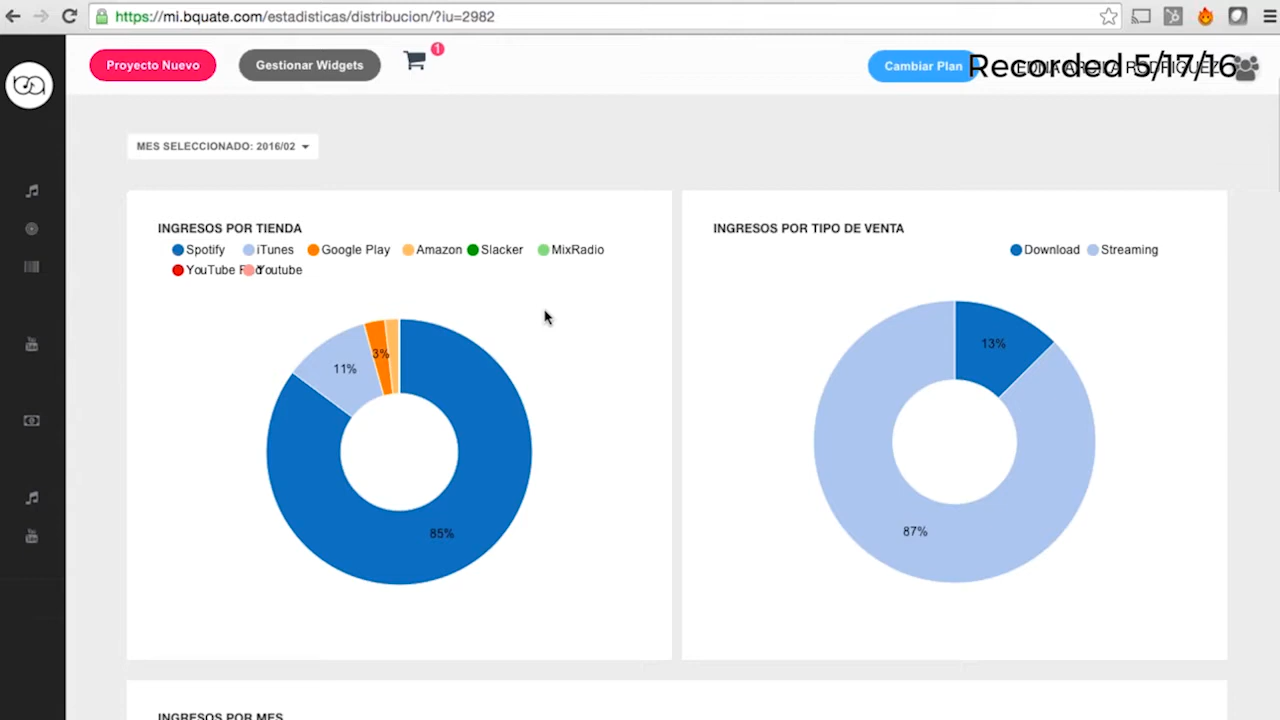 https://mi.bquate.com/estadisticas/distribucion/?iu=2982
Proyecto Nuevo
Gestionar Widgets
1
Cambiar Plan
Recorded 5/17/16
MES SELECCIONADO: 2016/02
INGRESOS POR TIENDA
Spotify iTunes Google Play Amazon Slacker MixRadio
YouTube Youtube
3%
11%
85%
INGRESOS POR TIPO DE VENTA
Download Streaming
13%
87%
INGRESOS POR MES